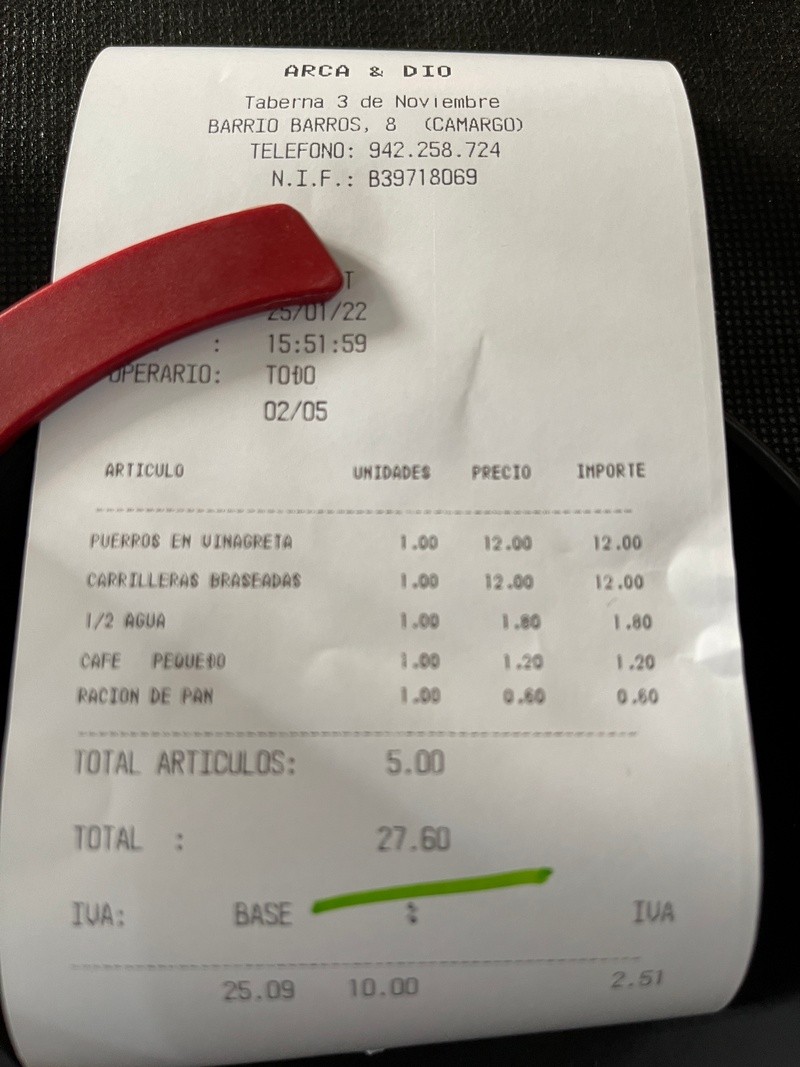 ARCA & DIO
Taberna 3 de Noviembre
BARRIO BARROS, 8 (CAMARGO)
TELEFONO: 942.258.724
N.I.F.: B39718069
T
25/01/22
: 15:51:59
OPERARIO: TODO
02/05
ARTICULO UNIDADES PRECIO IMPORTE
PUERROS EN VINAGRETA 1.00 12.00 12.00
CARRILLERAS BRASEADAS 1.00 12.00 12.00
1/2 AGUA 1.00 1.80 1.80
CAFE PEQUEÐO 1.00 1.20 1.20
RACION DE PAN 1.00 0.60 0.60
TOTAL ARTICULOS: 5.00
TOTAL : 27.60
IVA: BASE % IVA
25.09 10.00 2.51